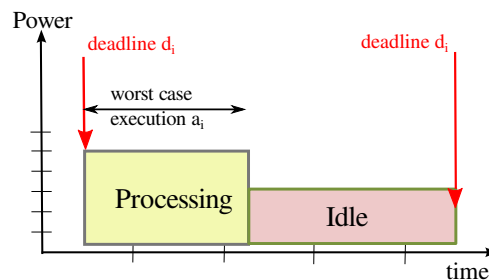 Power
deadline dᵢ
deadline dᵢ
worst case
execution aᵢ
Processing
Idle
time